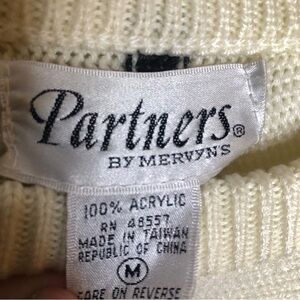 Partners®
BY MERVYN'S
100% ACRYLIC
RN 48557
MADE IN TAIWAN
REPUBLIC OF CHINA
M
CARE ON REVERSE